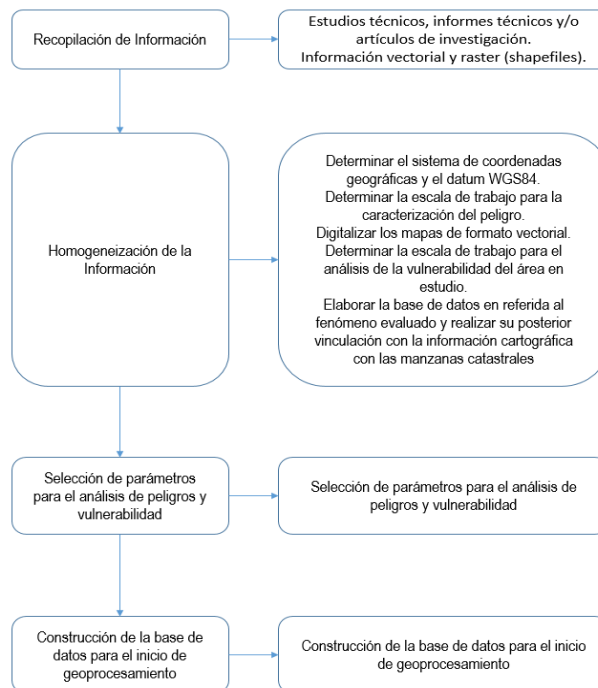 Recopilación de Información
Estudios técnicos, informes técnicos y/o
artículos de investigación.
Información vectorial y raster (shapefiles).
Homogeneización de la
Información
Determinar el sistema de coordenadas
geográficas y el datum WGS84.
Determinar la escala de trabajo para la
caracterización del peligro.
Digitalizar los mapas de formato vectorial.
Determinar la escala de trabajo para el
análisis de la vulnerabilidad del área en
estudio.
Elaborar la base de datos en referida al
fenómeno evaluado y realizar su posterior
vinculación con la información cartográfica
con las manzanas catastrales
Selección de parámetros
para el análisis de peligros y
vulnerabilidad
Selección de parámetros para el análisis de
peligros y vulnerabilidad
Construcción de la base de
datos para el inicio de
geoprocesamiento
Construcción de la base de datos para el inicio
de geoprocesamiento